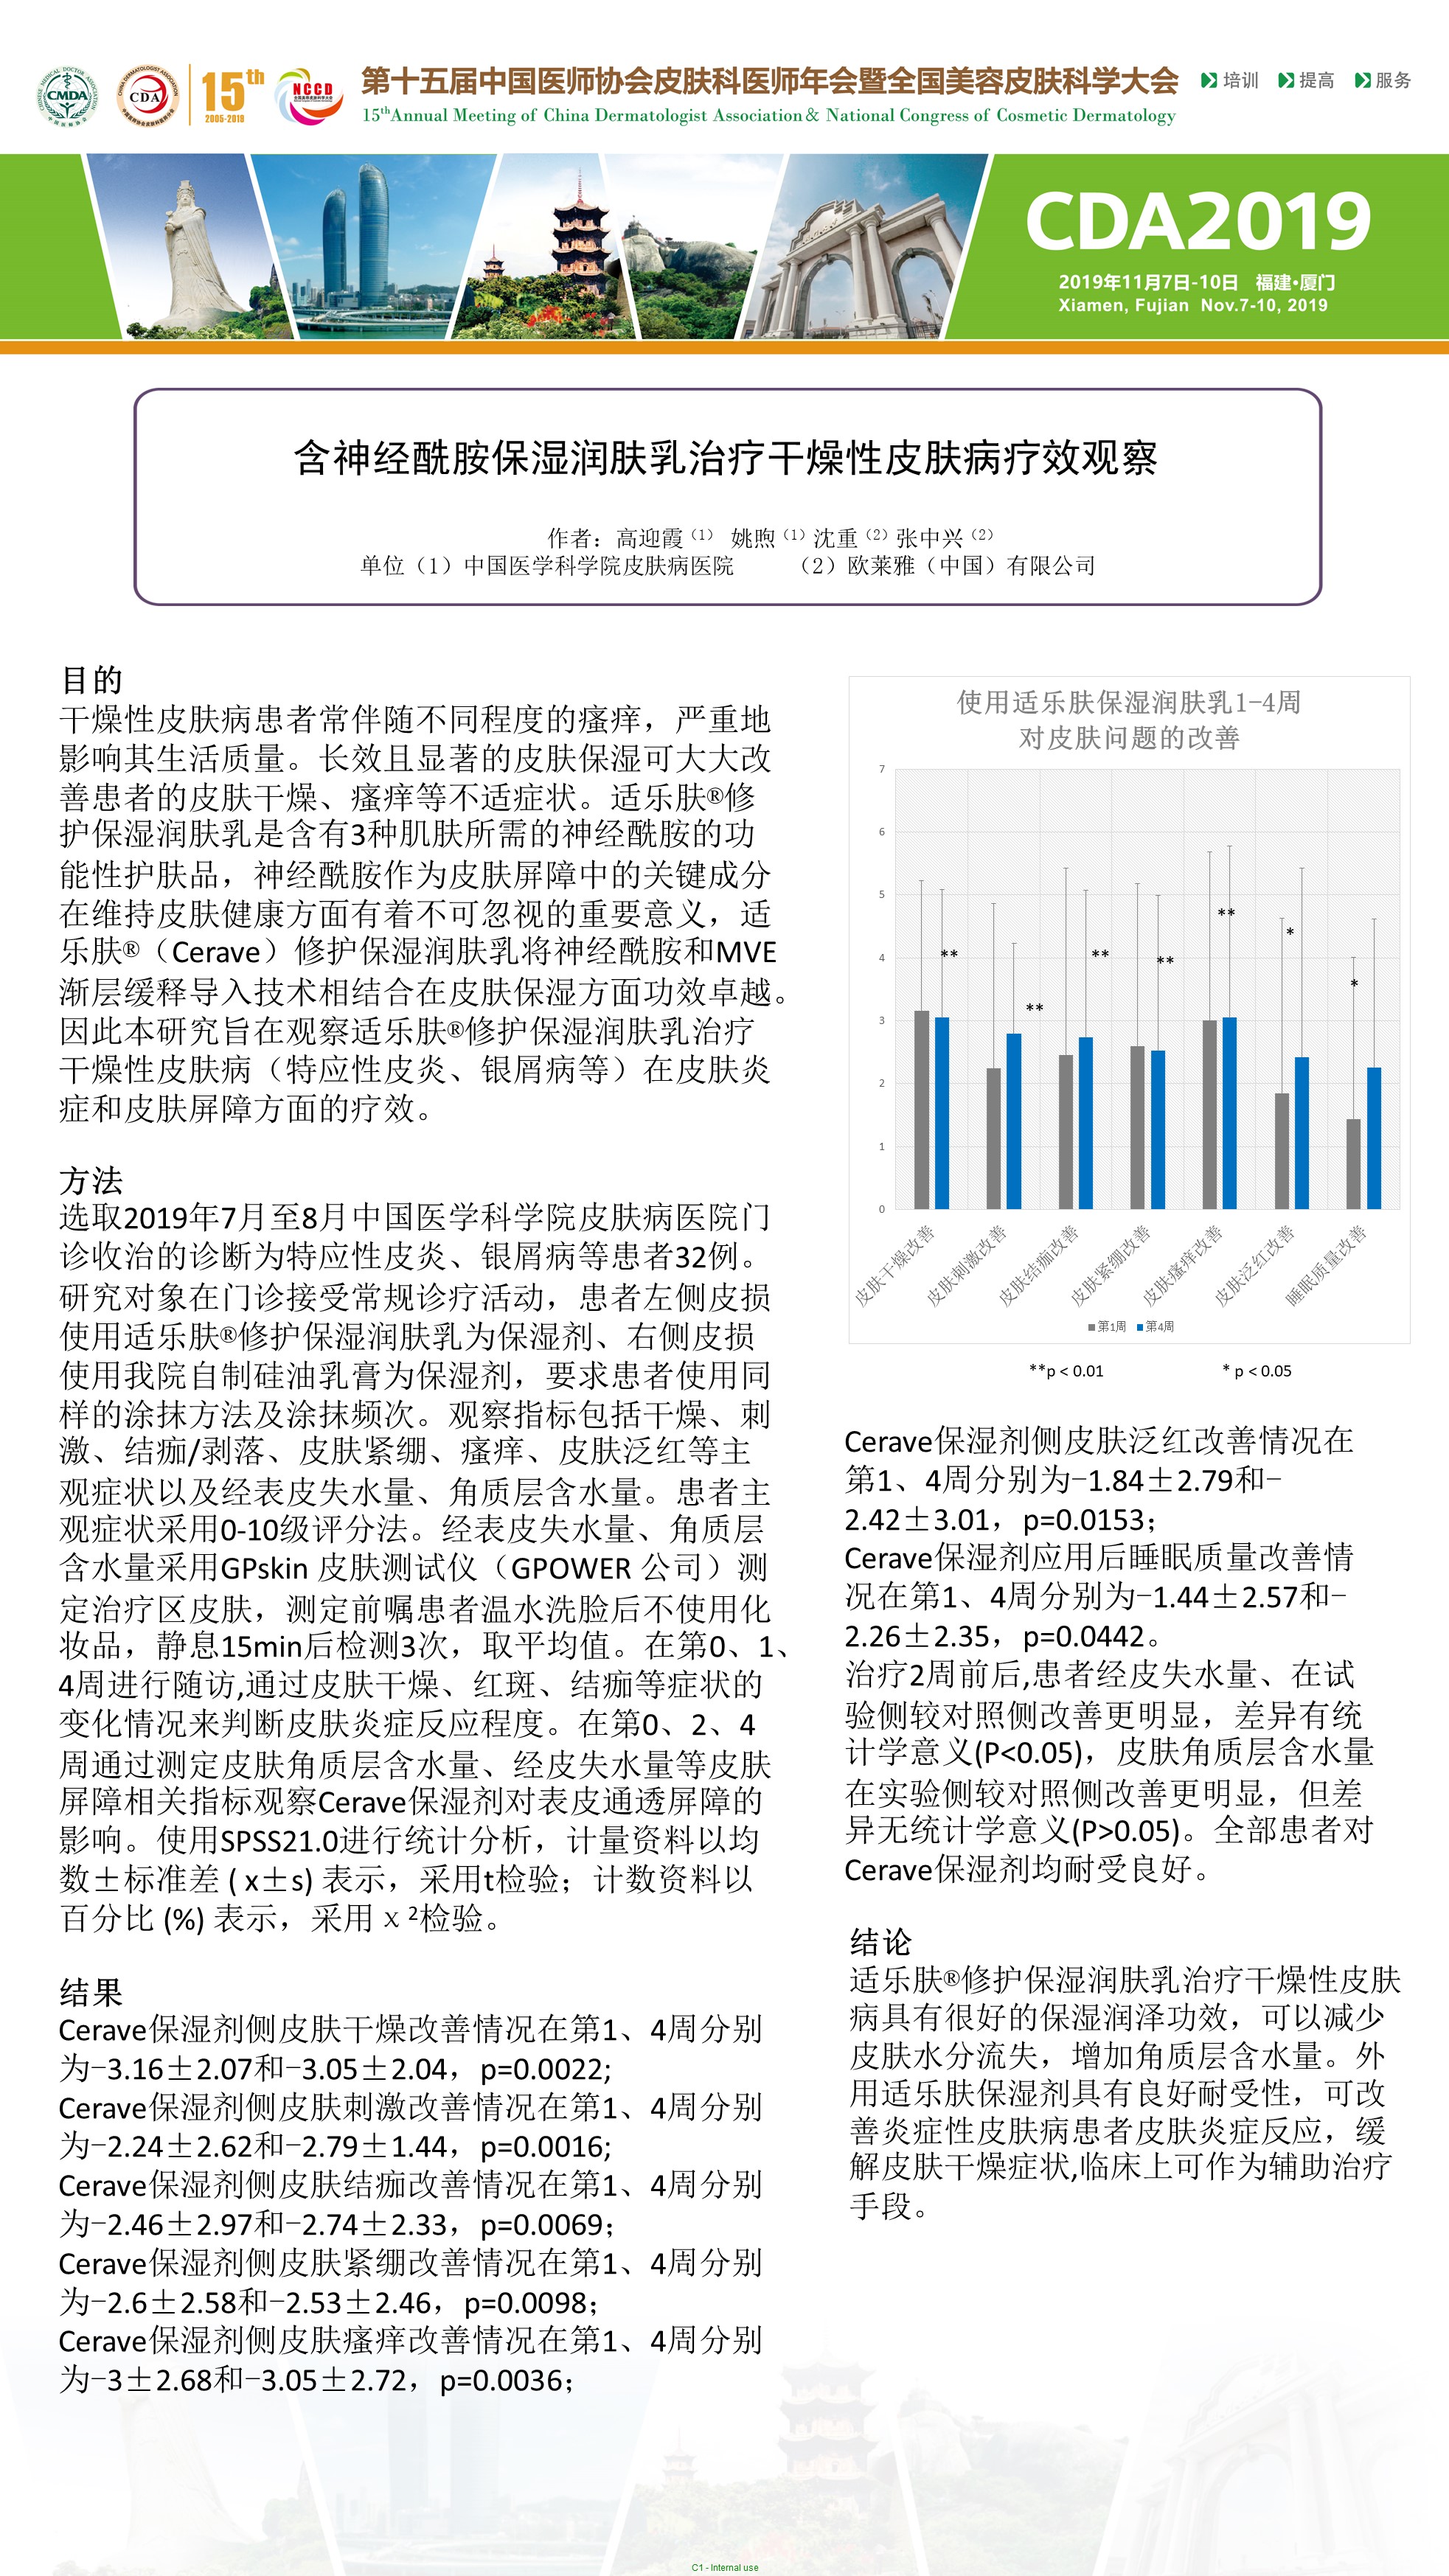 CMDA
CHINESE MEDICAL DOCTOR ASSOCIATION
中国医师协会
CDA
CHINA DERMATOLOGIST ASSOCIATION
15th
2005-2019
NCCD
第十五届中国医师协会皮肤科医师年会暨全国美容皮肤科学大会
15thAnnual Meeting of China Dermatologist Association& National Congress of Cosmetic Dermatology
培训 提高 服务
CDA2019
2019年11月7日-10日 福建·厦门
Xiamen, Fujian Nov.7-10, 2019
含神经酰胺保湿润肤乳治疗干燥性皮肤病疗效观察
作者：高迎霞（1） 姚煦（1）沈重（2）张中兴（2）
单位（1）中国医学科学院皮肤病医院 （2）欧莱雅（中国）有限公司
目的
干燥性皮肤病患者常伴随不同程度的瘙痒，严重地
影响其生活质量。长效且显著的皮肤保湿可大大改
善患者的皮肤干燥、瘙痒等不适症状。适乐肤®修
护保湿润肤乳是含有3种肌肤所需的神经酰胺的功
能性护肤品，神经酰胺作为皮肤屏障中的关键成分
在维持皮肤健康方面有着不可忽视的重要意义，适
乐肤®（Cerave）修护保湿润肤乳将神经酰胺和MVE
渐层缓释导入技术相结合在皮肤保湿方面功效卓越。
因此本研究旨在观察适乐肤®修护保湿润肤乳治疗
干燥性皮肤病（特应性皮炎、银屑病等）在皮肤炎
症和皮肤屏障方面的疗效。
方法
选取2019年7月至8月中国医学科学院皮肤病医院门
诊收治的诊断为特应性皮炎、银屑病等患者32例。
研究对象在门诊接受常规诊疗活动，患者左侧皮损
使用适乐肤®修护保湿润肤乳为保湿剂、右侧皮损
使用我院自制硅油乳膏为保湿剂，要求患者使用同
样的涂抹方法及涂抹频次。观察指标包括干燥、刺
激、结痂/剥落、皮肤紧绷、瘙痒、皮肤泛红等主
观症状以及经表皮失水量、角质层含水量。患者主
观症状采用0-10级评分法。经表皮失水量、角质层
含水量采用GPskin 皮肤测试仪（GPOWER 公司）测
定治疗区皮肤，测定前嘱患者温水洗脸后不使用化
妆品，静息15min后检测3次，取平均值。在第0、1、
4周进行随访,通过皮肤干燥、红斑、结痂等症状的
变化情况来判断皮肤炎症反应程度。在第0、2、4
周通过测定皮肤角质层含水量、经皮失水量等皮肤
屏障相关指标观察Cerave保湿剂对表皮通透屏障的
影响。使用SPSS21.0进行统计分析，计量资料以均
数±标准差 ( x±s) 表示，采用t检验；计数资料以
百分比 (%) 表示，采用 x ²检验。
结果
Cerave保湿剂侧皮肤干燥改善情况在第1、4周分别
为−3.16±2.07和−3.05±2.04，p=0.0022;
Cerave保湿剂侧皮肤刺激改善情况在第1、4周分别
为−2.24±2.62和−2.79±1.44，p=0.0016;
Cerave保湿剂侧皮肤结痂改善情况在第1、4周分别
为−2.46±2.97和−2.74±2.33，p=0.0069；
Cerave保湿剂侧皮肤紧绷改善情况在第1、4周分别
为−2.6±2.58和−2.53±2.46，p=0.0098；
Cerave保湿剂侧皮肤瘙痒改善情况在第1、4周分别
为−3±2.68和−3.05±2.72，p=0.0036；
使用适乐肤保湿润肤乳1-4周
对皮肤问题的改善
7
6
5
4
3
2
1
0
** ** ** ** ** * *
皮肤干燥改善
皮肤刺激改善
皮肤结痂改善
皮肤紧绷改善
皮肤瘙痒改善
皮肤泛红改善
睡眠质量改善
第1周 第4周
**p < 0.01 * p < 0.05
Cerave保湿剂侧皮肤泛红改善情况在
第1、4周分别为−1.84±2.79和−
2.42±3.01，p=0.0153；
Cerave保湿剂应用后睡眠质量改善情
况在第1、4周分别为−1.44±2.57和−
2.26±2.35，p=0.0442。
治疗2周前后,患者经皮失水量、在试
验侧较对照侧改善更明显，差异有统
计学意义(P<0.05)，皮肤角质层含水量
在实验侧较对照侧改善更明显，但差
异无统计学意义(P>0.05)。全部患者对
Cerave保湿剂均耐受良好。
结论
适乐肤®修护保湿润肤乳治疗干燥性皮肤
病具有很好的保湿润泽功效，可以减少
皮肤水分流失，增加角质层含水量。外
用适乐肤保湿剂具有良好耐受性，可改
善炎症性皮肤病患者皮肤炎症反应，缓
解皮肤干燥症状,临床上可作为辅助治疗
手段。
C1 - Internal use